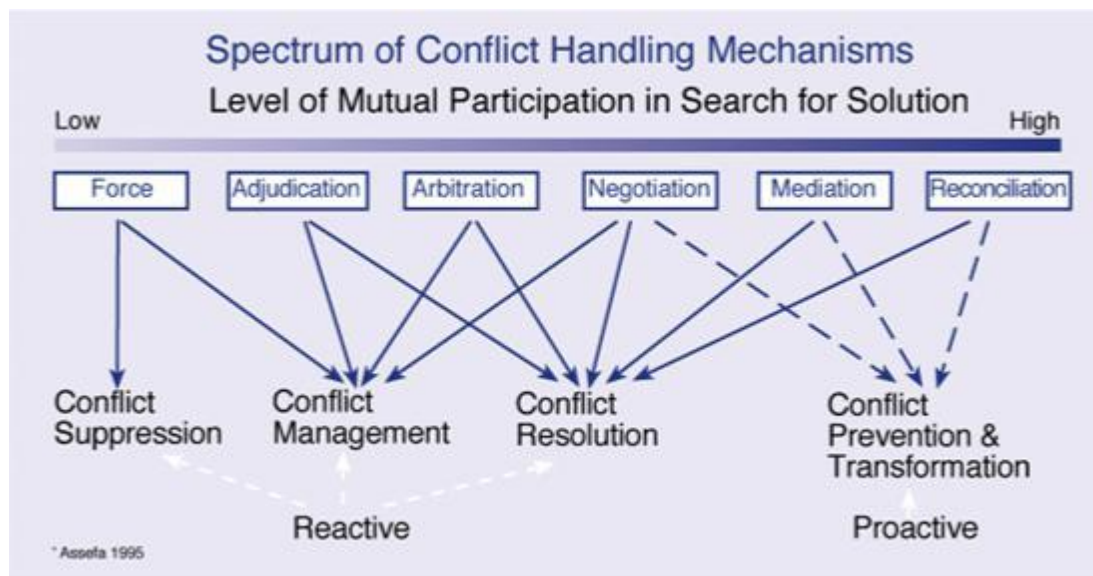 Spectrum of Conflict Handling Mechanisms
Level of Mutual Participation in Search for Solution
Low
High
Force
Adjudication
Arbitration
Negotiation
Mediation
Reconciliation
Conflict
Suppression
Conflict
Management
Conflict
Resolution
Conflict
Prevention &
Transformation
Reactive
Proactive
* Assefa 1995